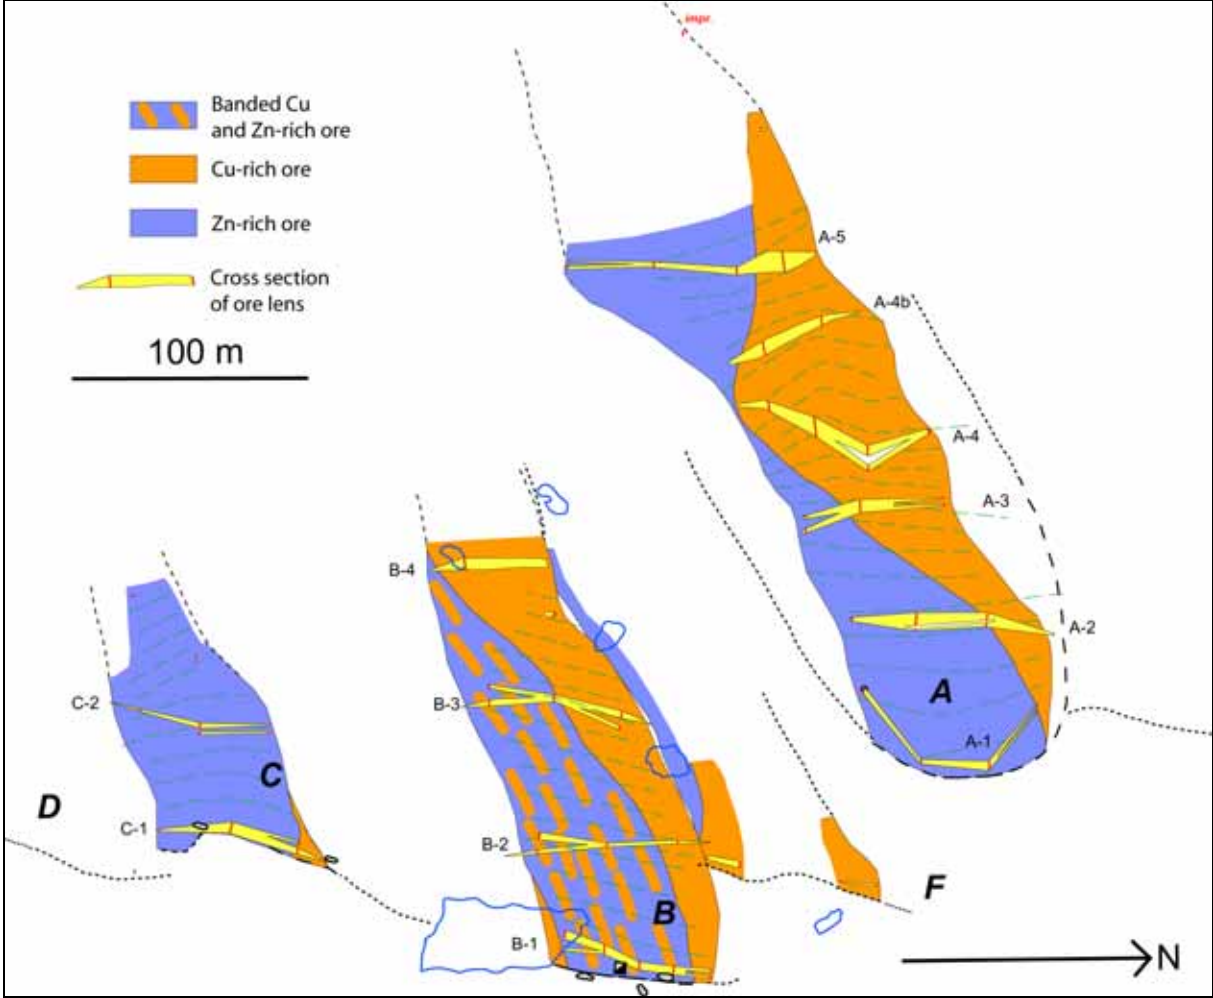 impr.
Banded Cu
and Zn-rich ore
Cu-rich ore
Zn-rich ore
Cross section
of ore lens
100 m
A-5
A-4b
A-4
A-3
A-2
A
A-1
B-4
B-3
B-2
B
B-1
C-2
C
C-1
D
F
N